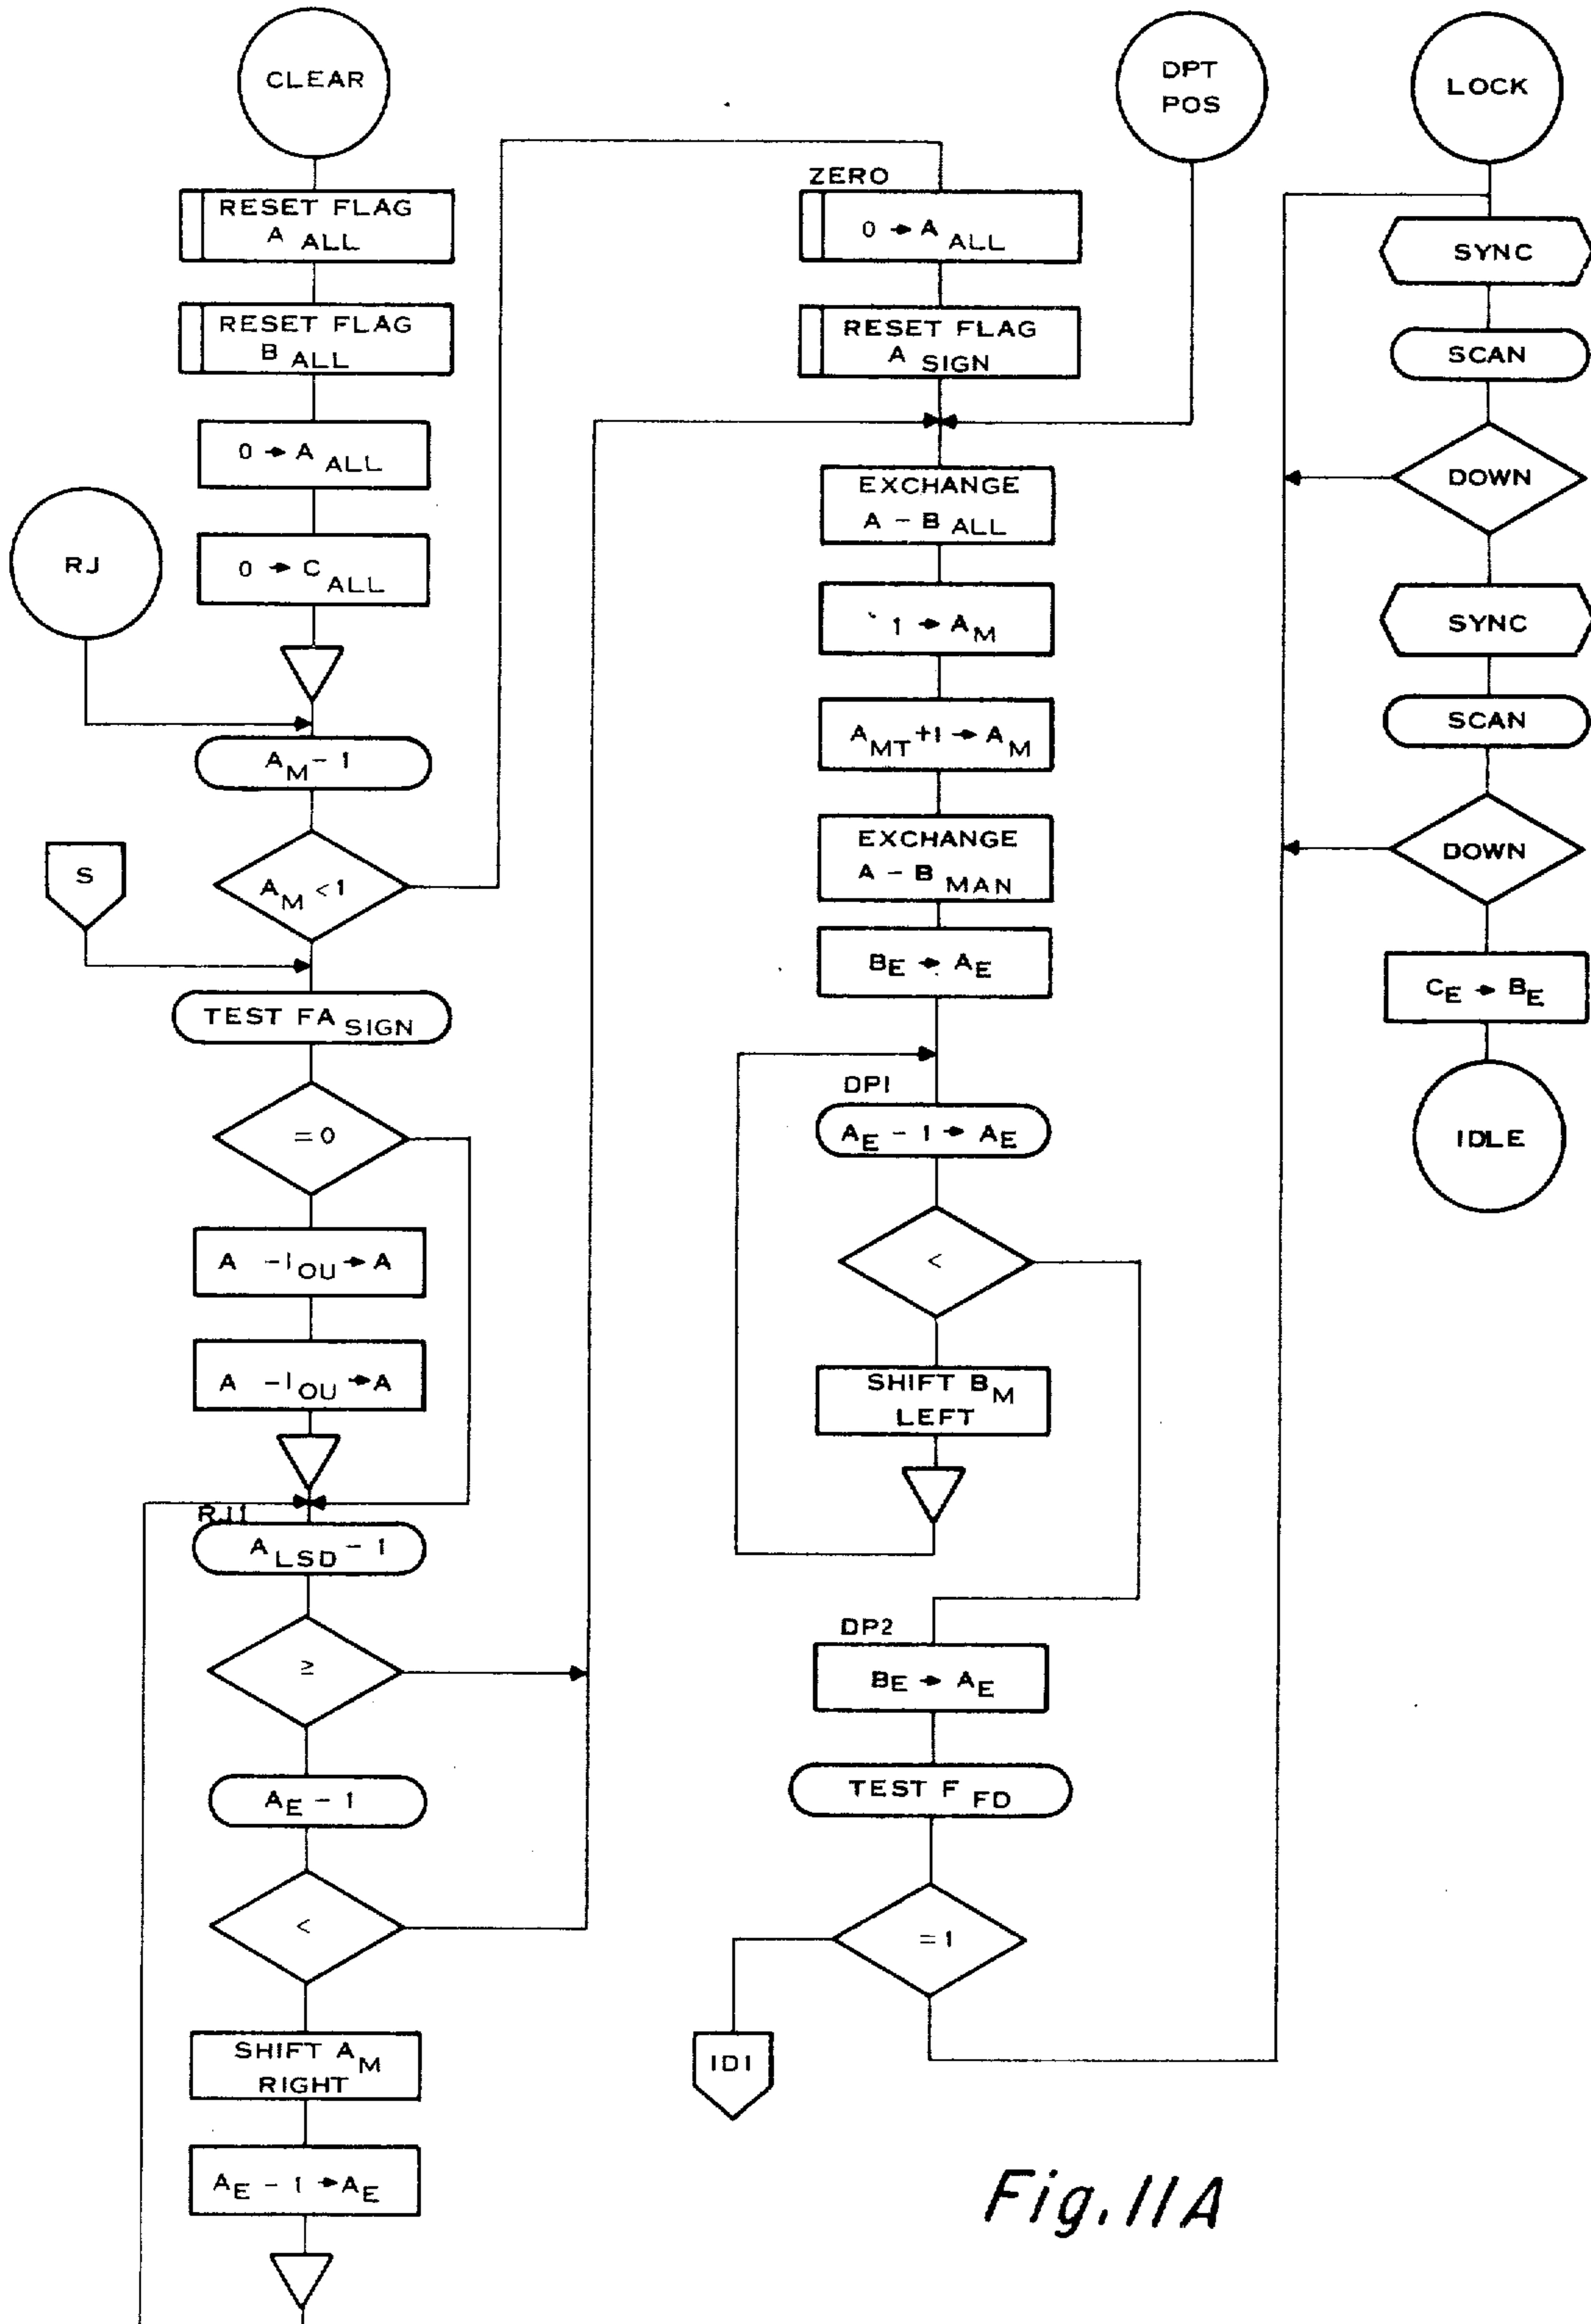 CLEAR
RESET FLAG
A ALL
RESET FLAG
B ALL
0 → A ALL
0 → C ALL
RJ
A M - 1
A M < 1
S
TEST FA SIGN
= 0
A -1 OU → A
A -1 OU → A
RJ1
A LSD - 1
≥
A E - 1
<
SHIFT A M
RIGHT
A E - 1 → A E
ZERO
0 → A ALL
RESET FLAG
A SIGN
DPT
POS
EXCHANGE
A - B ALL
1 → A M
A MT +1 → A M
EXCHANGE
A - B MAN
B E → A E
DP1
A E - 1 → A E
<
SHIFT B M
LEFT
DP2
B E → A E
TEST F FD
= 1
ID1
LOCK
SYNC
SCAN
DOWN
SYNC
SCAN
DOWN
C E → B E
IDLE
Fig. 11A